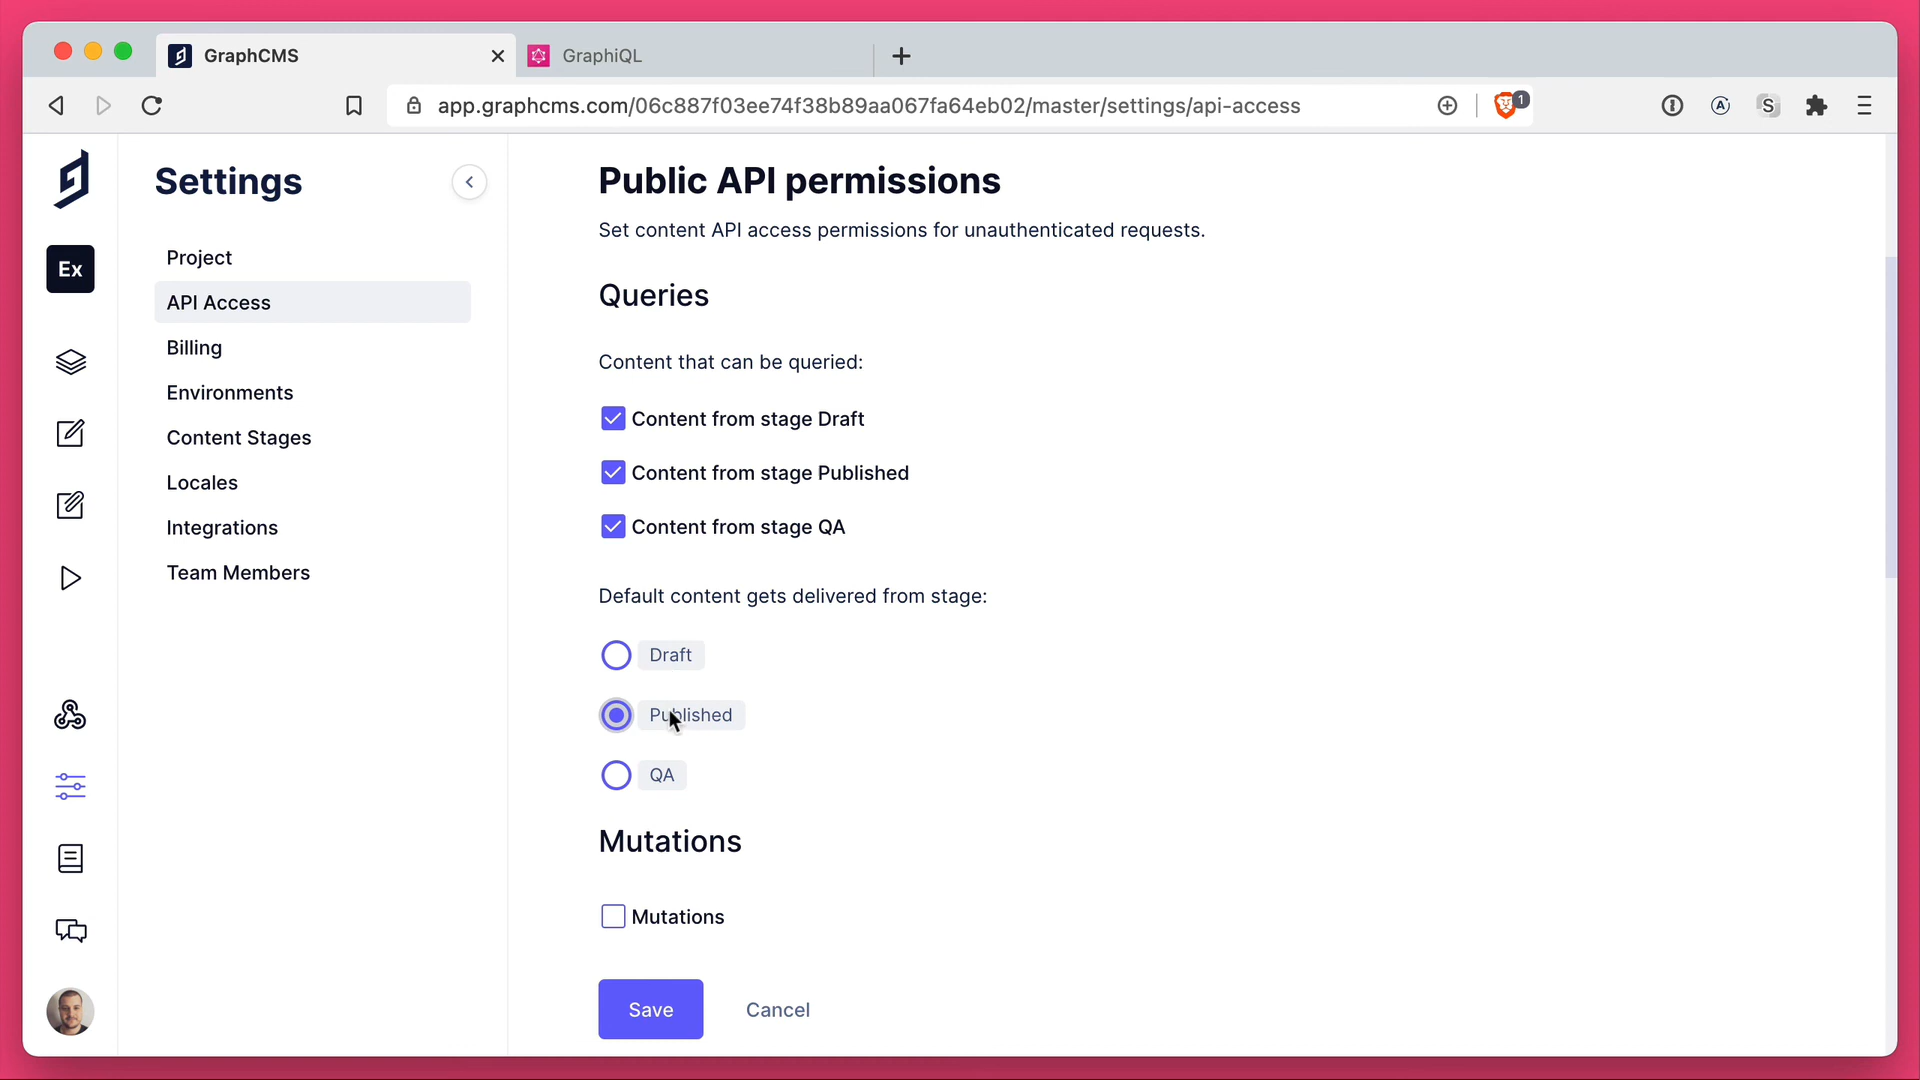 GraphCMS
GraphiQL
app.graphcms.com/06c887f03ee74f38b89aa067fa64eb02/master/settings/api-access
1
A
S
Ex
Settings
Project
API Access
Billing
Environments
Content Stages
Locales
Integrations
Team Members
Public API permissions
Set content API access permissions for unauthenticated requests.
Queries
Content that can be queried:
Content from stage Draft
Content from stage Published
Content from stage QA
Default content gets delivered from stage:
Draft
Published
QA
Mutations
Mutations
Save
Cancel